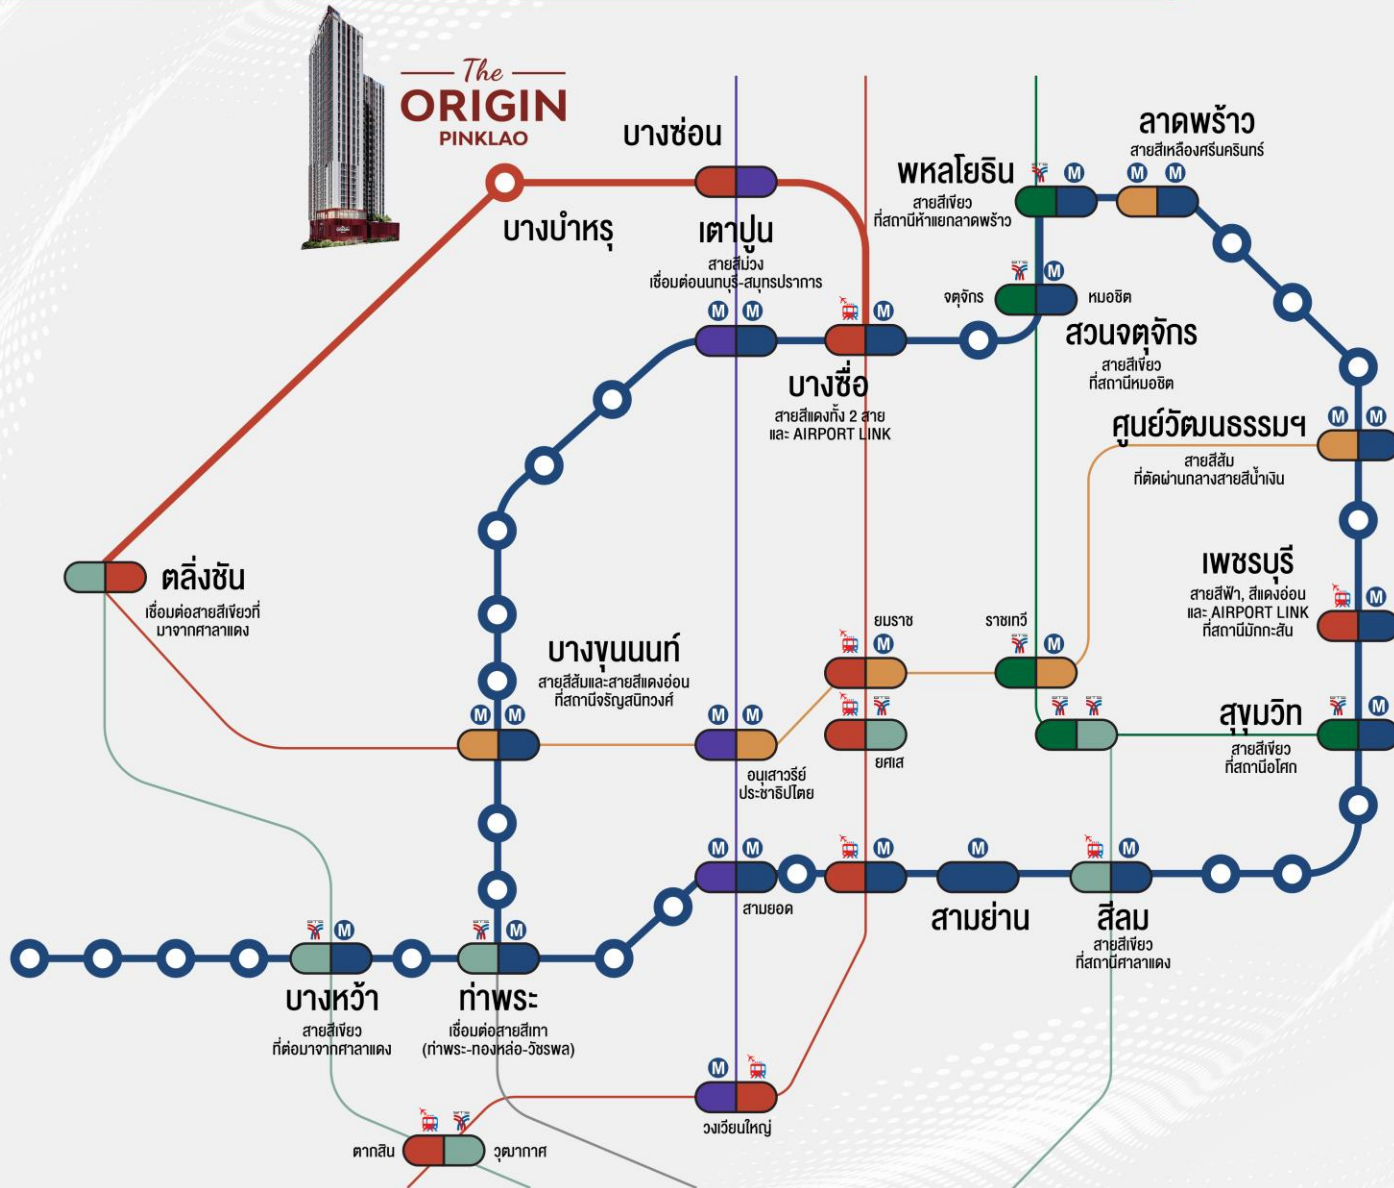 The
ORIGIN
PINKLAO
บางซ่อน
บางบำหรุ
เตาปูน
สายสีม่วง
เชื่อมต่อนนทบุรี-สมุทรปราการ
M M
พหลโยธิน
สายสีเขียว
ที่สถานีห้าแยกลาดพร้าว
BTS M
ลาดพร้าว
สายสีเหลืองศรีนครินทร์
M M
จตุจักร
BTS M
หมอชิต
สวนจตุจักร
สายสีเขียว
ที่สถานีหมอชิต
M
บางซื่อ
สายสีแดงทั้ง 2 สาย
และ AIRPORT LINK
M M
ศูนย์วัฒนธรรมฯ
สายสีส้ม
ที่ตัดผ่านกลางสายสีน้ำเงิน
ตลิ่งชัน
เชื่อมต่อสายสีเขียวที่
มาจากศาลาแดง
เพชรบุรี
สายสีฟ้า, สีแดงอ่อน
และ AIRPORT LINK
ที่สถานีมักกะสัน
M
บางขุนนนท์
สายสีส้มและสายสีแดงอ่อน
ที่สถานีจรัญสนิทวงศ์
M M
ยมราช
M
ราชเทวี
BTS M
M M
อนุเสาวรีย์
ประชาธิปไตย
BTS
ยศเส
BTS BTS
สุขุมวิท
สายสีเขียว
ที่สถานีอโศก
BTS M
M M
สามยอด
M
M
สามย่าน
M
สีลม
สายสีเขียว
ที่สถานีศาลาแดง
BTS M
บางหว้า
สายสีเขียว
ที่ต่อมาจากศาลาแดง
BTS M
ท่าพระ
เชื่อมต่อสายสีเทา
(ท่าพระ-ทองหล่อ-วัชรพล)
M
วงเวียนใหญ่
ตากสิน
BTS
วุฒากาศ